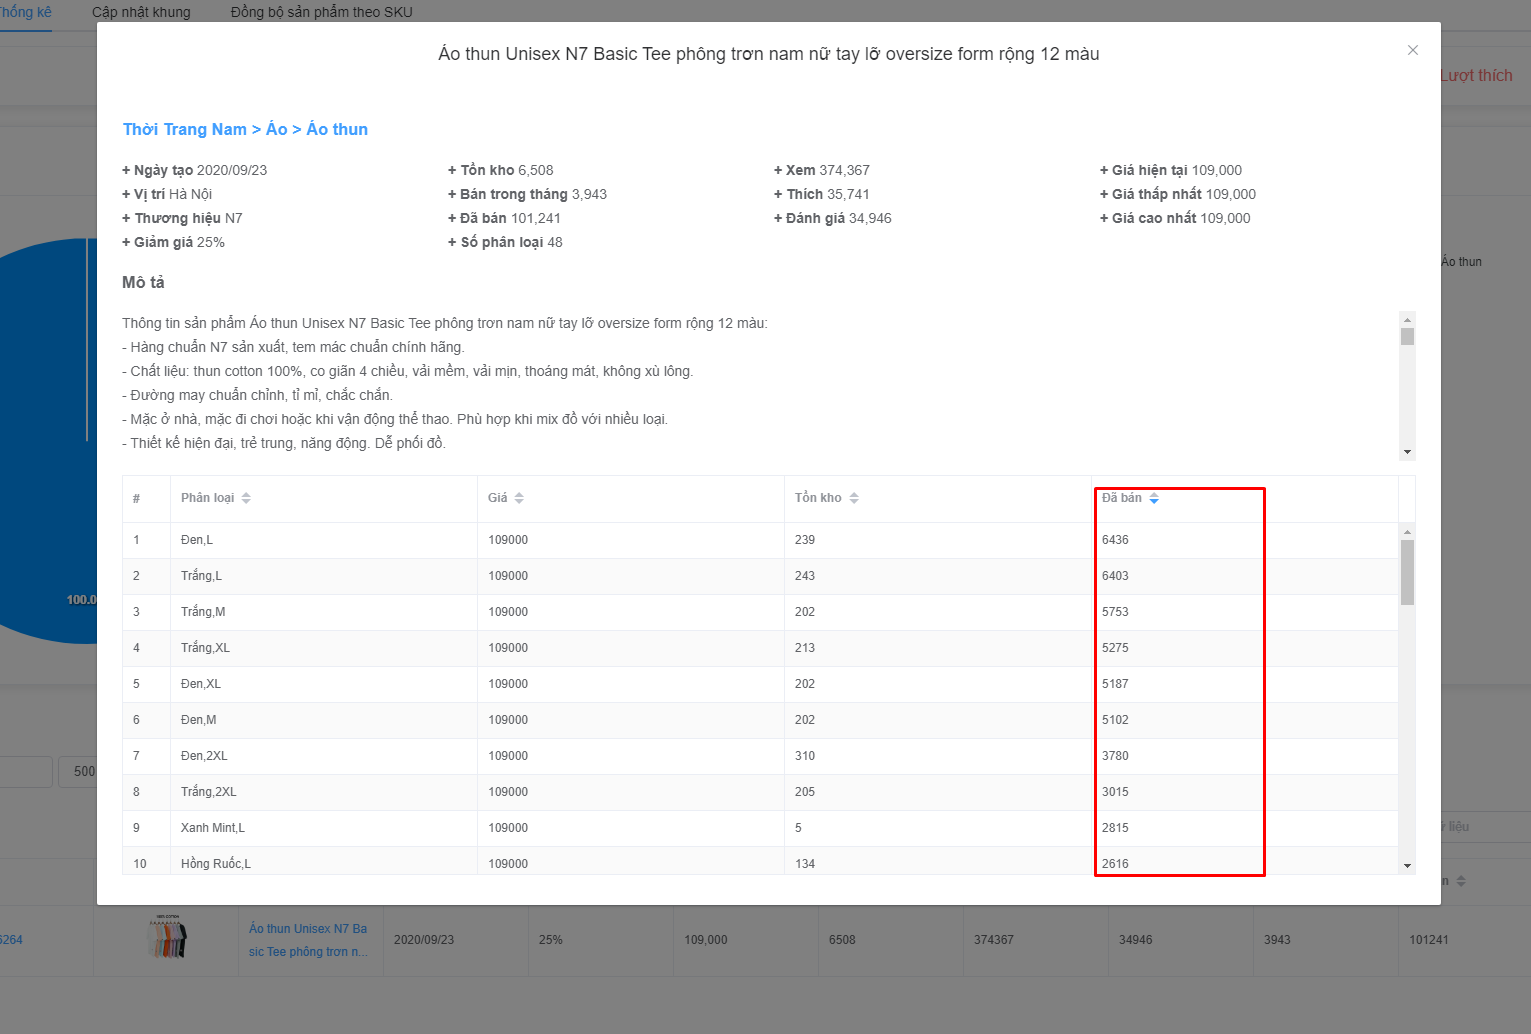 Thống kê Cập nhật khung Đồng bộ sản phẩm theo SKU
Áo thun Unisex N7 Basic Tee phông trơn nam nữ tay lỡ oversize form rộng 12 màu
Lượt thích
Thời Trang Nam > Áo > Áo thun
+ Ngày tạo 2020/09/23 + Tồn kho 6,508 + Xem 374,367 + Giá hiện tại 109,000
+ Vị trí Hà Nội + Bán trong tháng 3,943 + Thích 35,741 + Giá thấp nhất 109,000
+ Thương hiệu N7 + Đã bán 101,241 + Đánh giá 34,946 + Giá cao nhất 109,000
+ Giảm giá 25% + Số phân loại 48
Áo thun
Mô tả
Thông tin sản phẩm Áo thun Unisex N7 Basic Tee phông trơn nam nữ tay lỡ oversize form rộng 12 màu:
- Hàng chuẩn N7 sản xuất, tem mác chuẩn chính hãng.
- Chất liệu: thun cotton 100%, co giãn 4 chiều, vải mềm, vải mịn, thoáng mát, không xù lông.
- Đường may chuẩn chỉnh, tỉ mỉ, chắc chắn.
- Mặc ở nhà, mặc đi chơi hoặc khi vận động thể thao. Phù hợp khi mix đồ với nhiều loại.
- Thiết kế hiện đại, trẻ trung, năng động. Dễ phối đồ.
# Phân loại Giá Tồn kho Đã bán
1 Đen,L 109000 239 6436
2 Trắng,L 109000 243 6403
100.0
3 Trắng,M 109000 202 5753
4 Trắng,XL 109000 213 5275
5 Đen,XL 109000 202 5187
6 Đen,M 109000 202 5102
7 Đen,2XL 109000 310 3780
500
8 Trắng,2XL 109000 205 3015
9 Xanh Mint,L 109000 5 2815
liệu
10 Hồng Ruốc,L 109000 134 2616
n
6264 Áo thun Unisex N7 Ba
sic Tee phông trơn n... 2020/09/23 25% 109,000 6508 374367 34946 3943 101241